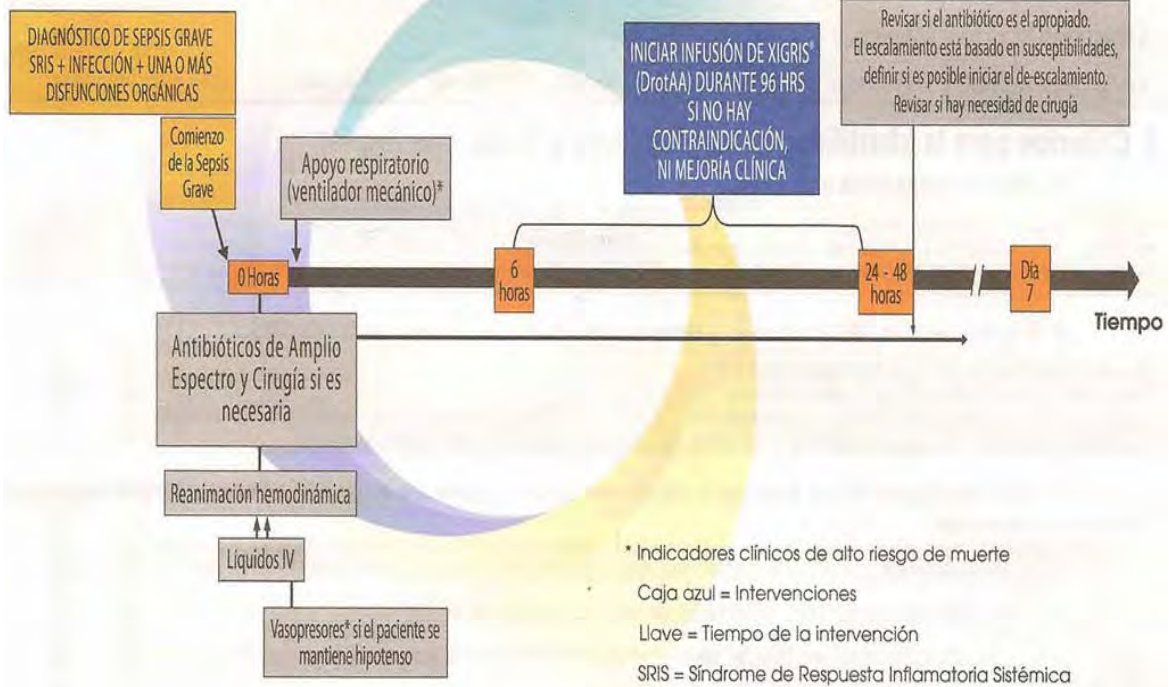 DIAGNÓSTICO DE SEPSIS GRAVE
SRIS + INFECCIÓN + UNA O MÁS
DISFUNCIONES ORGÁNICAS
Comienzo
de la Sepsis
Grave
Apoyo respiratorio
(ventilador mecánico)*
INICIAR INFUSIÓN DE XIGRIS®
(DrotAA) DURANTE 96 HRS
SI NO HAY
CONTRAINDICACIÓN,
NI MEJORÍA CLÍNICA
Revisar si el antibiótico es el apropiado.
El escalamiento está basado en susceptibilidades,
definir si es posible iniciar el de-escalamiento.
Revisar si hay necesidad de cirugía
0 Horas
6
horas
24 - 48
horas
Día
7
Tiempo
Antibióticos de Amplio
Espectro y Cirugía si es
necesaria
Reanimación hemodinámica
Líquidos IV
Vasopresores* si el paciente se
mantiene hipotenso
* Indicadores clínicos de alto riesgo de muerte
Caja azul = Intervenciones
Llave = Tiempo de la intervención
SRIS = Síndrome de Respuesta Inflamatoria Sistémica